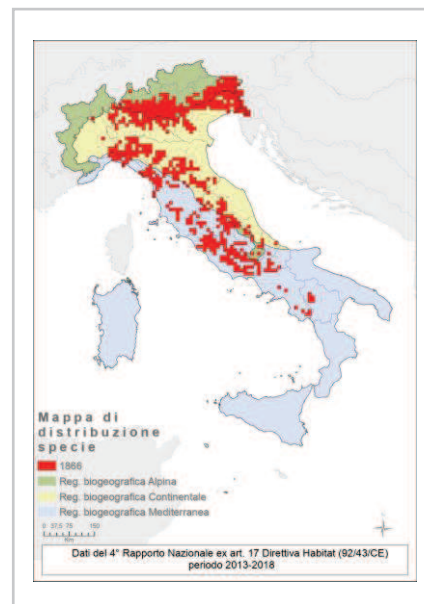 Mappa di
distribuzione
specie
1866
Reg. biogeografica Alpina
Reg. biogeografica Continentale
Reg. biogeografica Mediterranea
0 37,5 75 150
Km
Dati del 4° Rapporto Nazionale ex art. 17 Direttiva Habitat (92/43/CE)
periodo 2013-2018